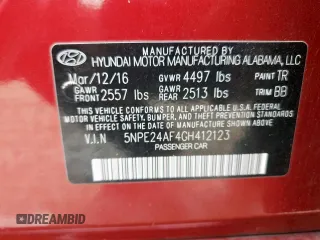 MANUFACTURED BY
HYUNDAI MOTOR MANUFACTURING ALABAMA, LLC
Mar/12/16 GVWR 4497 lbs PAINT TR
GAWR FRONT 2557 lbs GAWR REAR 2513 lbs TRIM BB
THIS VEHICLE CONFORMS TO ALL APPLICABLE U.S. FEDERAL
MOTOR VEHICLE SAFETY, BUMPER, AND THEFT PREVENTION
STANDARDS IN EFFECT ON THE DATE OF MANUFACTURE SHOWN ABOVE.
V.I.N 5NPE24AF4GH412123
PASSENGER CAR
AUTOBIDMASTER